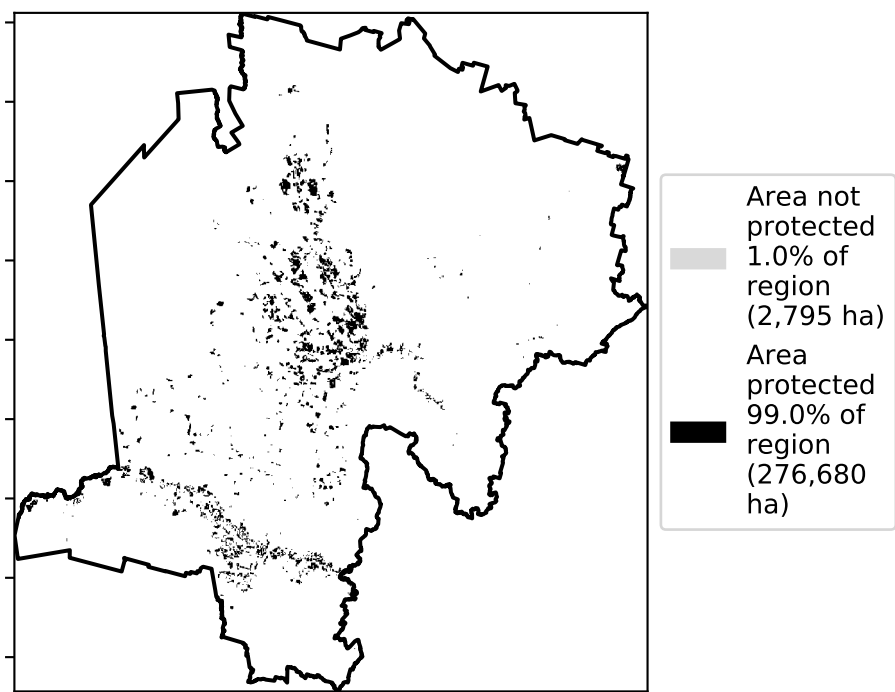 Area not
protected
1.0% of
region
(2,795 ha)
Area
protected
99.0% of
region
(276,680
ha)